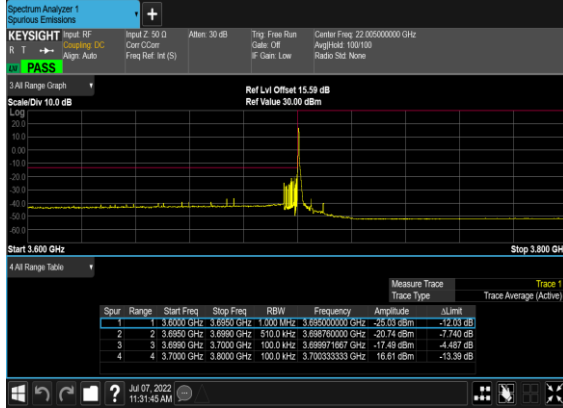 Spectrum Analyzer 1
Spurious Emissions
+
KEYSIGHT Input: RF Input Z: 50 Ω Atten: 30 dB Trig: Free Run Center Freq: 22.005000000 GHz
R T Coupling: DC Corr CCorr Gate: Off Avg|Hold: 100/100
Align: Auto Freq Ref: Int (S) IF Gain: Low Radio Std: None
PASS
3 All Range Graph
Ref Lvl Offset 15.59 dB
Scale/Div 10.0 dB Ref Value 30.00 dBm
Log
20.0
10.0
0.00
-10.0
-20.0
-30.0
-40.0
-50.0
-60.0
Start 3.600 GHz Stop 3.800 GH
4 All Range Table
Measure Trace Trace 1
Trace Type Trace Average (Active)
Spur Range Start Freq Stop Freq RBW Frequency Amplitude ΔLimit
1 1 3.6000 GHz 3.6950 GHz 1.000 MHz 3.695000000 GHz -25.03 dBm -12.03 dB
2 2 3.6950 GHz 3.6990 GHz 510.0 kHz 3.698760000 GHz -20.74 dBm -7.740 dB
3 3 3.6990 GHz 3.7000 GHz 100.0 kHz 3.699971667 GHz -17.49 dBm -4.487 dB
4 4 3.7000 GHz 3.8000 GHz 100.0 kHz 3.700333333 GHz 16.61 dBm -13.39 dB
? Jul 07, 2022
11:31:45 AM